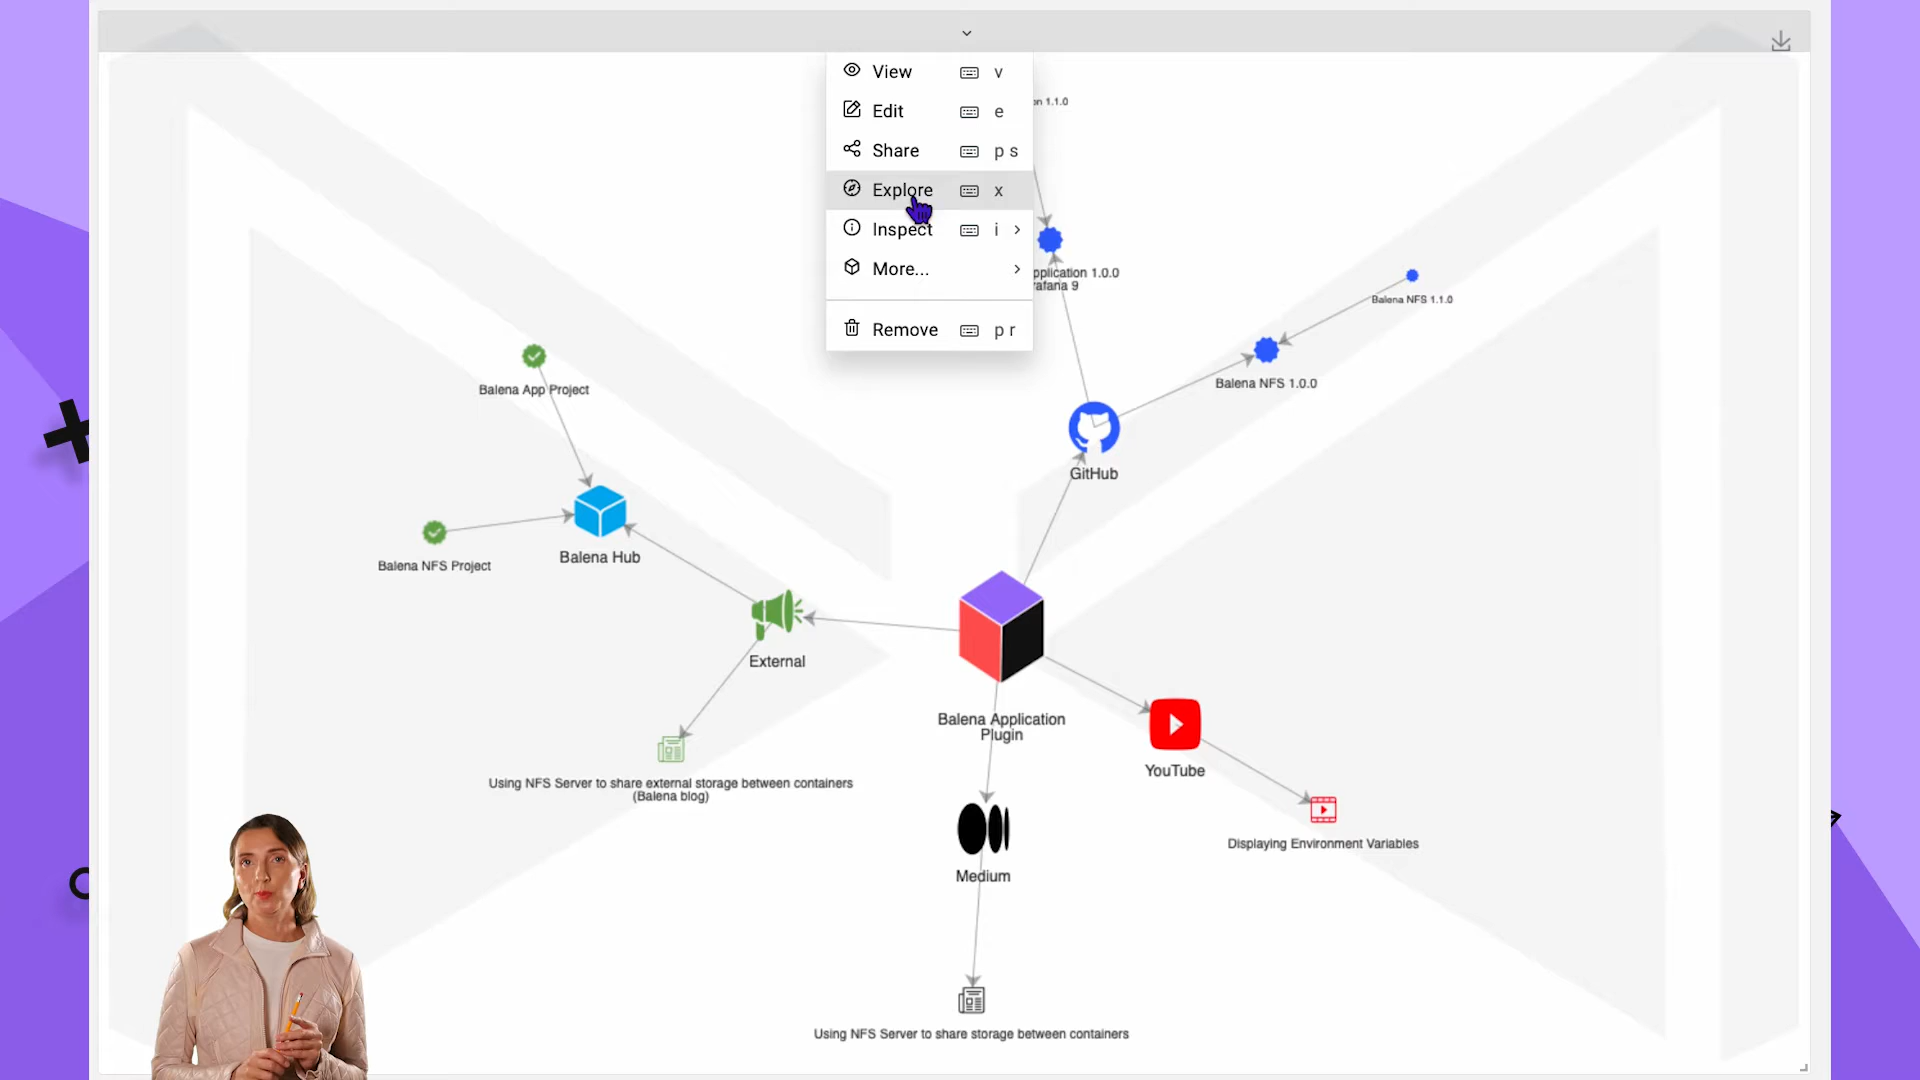 View v
Edit e
Share p s
Explore x
Inspect i
More...
Remove p r
on 1.1.0
pplication 1.0.0
rafana 9
Balena NFS 1.1.0
Balena NFS 1.0.0
Balena App Project
GitHub
Balena NFS Project
Balena Hub
External
Balena Application
Plugin
YouTube
Using NFS Server to share external storage between containers
(Balena blog)
Displaying Environment Variables
Medium
Using NFS Server to share storage between containers